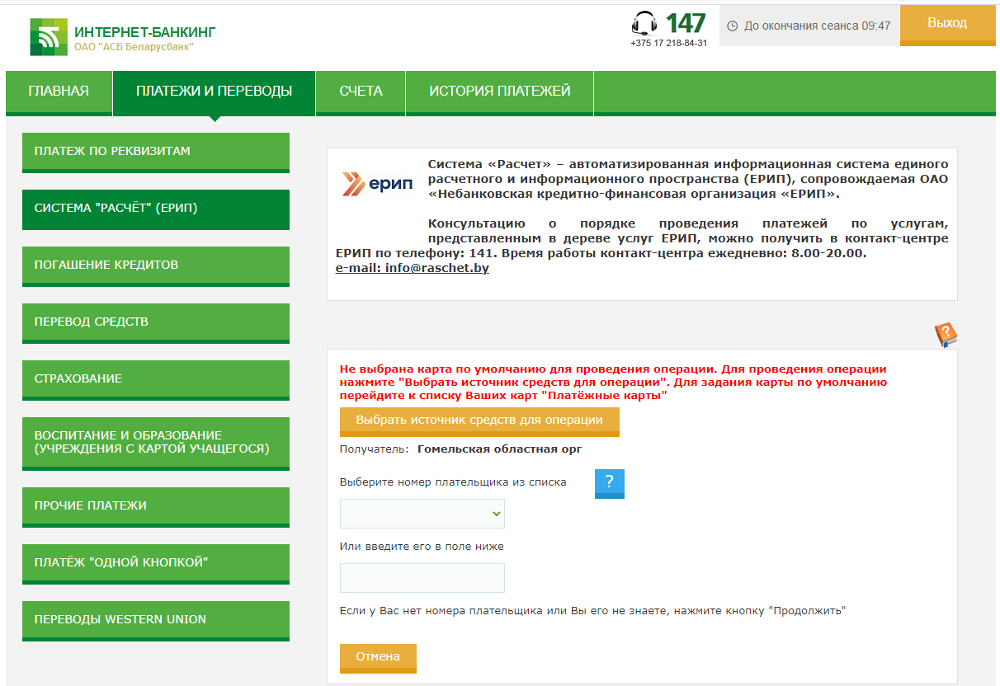 ИНТЕРНЕТ-БАНКИНГ
ОАО "АСБ Беларусбанк"
147
+375 17 218-84-31
До окончания сеанса 09:47
Выход
ГЛАВНАЯ
ПЛАТЕЖИ И ПЕРЕВОДЫ
СЧЕТА
ИСТОРИЯ ПЛАТЕЖЕЙ
ПЛАТЕЖ ПО РЕКВИЗИТАМ
СИСТЕМА "РАСЧЁТ" (ЕРИП)
ПОГАШЕНИЕ КРЕДИТОВ
ПЕРЕВОД СРЕДСТВ
СТРАХОВАНИЕ
ВОСПИТАНИЕ И ОБРАЗОВАНИЕ
(УЧРЕЖДЕНИЯ С КАРТОЙ УЧАЩЕГОСЯ)
ПРОЧИЕ ПЛАТЕЖИ
ПЛАТЁЖ "ОДНОЙ КНОПКОЙ"
ПЕРЕВОДЫ WESTERN UNION
ерип
Система «Расчет» – автоматизированная информационная система единого
расчетного и информационного пространства (ЕРИП), сопровождаемая ОАО
«Небанковская кредитно-финансовая организация «ЕРИП».
Консультацию о порядке проведения платежей по услугам,
представленным в дереве услуг ЕРИП, можно получить в контакт-центре
ЕРИП по телефону: 141. Время работы контакт-центра ежедневно: 8.00-20.00.
e-mail: info@raschet.by
?
Не выбрана карта по умолчанию для проведения операции. Для проведения операции
нажмите "Выбрать источник средств для операции". Для задания карты по умолчанию
перейдите к списку Ваших карт "Платёжные карты"
Выбрать источник средств для операции
Получатель: Гомельская областная орг
Выберите номер плательщика из списка
?
Или введите его в поле ниже
Если у Вас нет номера плательщика или Вы его не знаете, нажмите кнопку "Продолжить"
Отмена